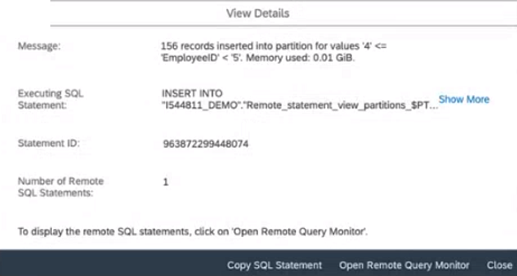 View Details
Message:
156 records inserted into partition for values '4' <=
'EmployeeID' < '5'. Memory used: 0.01 GiB.
Executing SQL
Statement:
INSERT INTO
"I544811_DEMO"."Remote_statement_view_partitions_$PT...
Show More
Statement ID:
963872299448074
Number of Remote
SQL Statements:
1
To display the remote SQL statements, click on 'Open Remote Query Monitor'.
Copy SQL Statement
Open Remote Query Monitor
Close